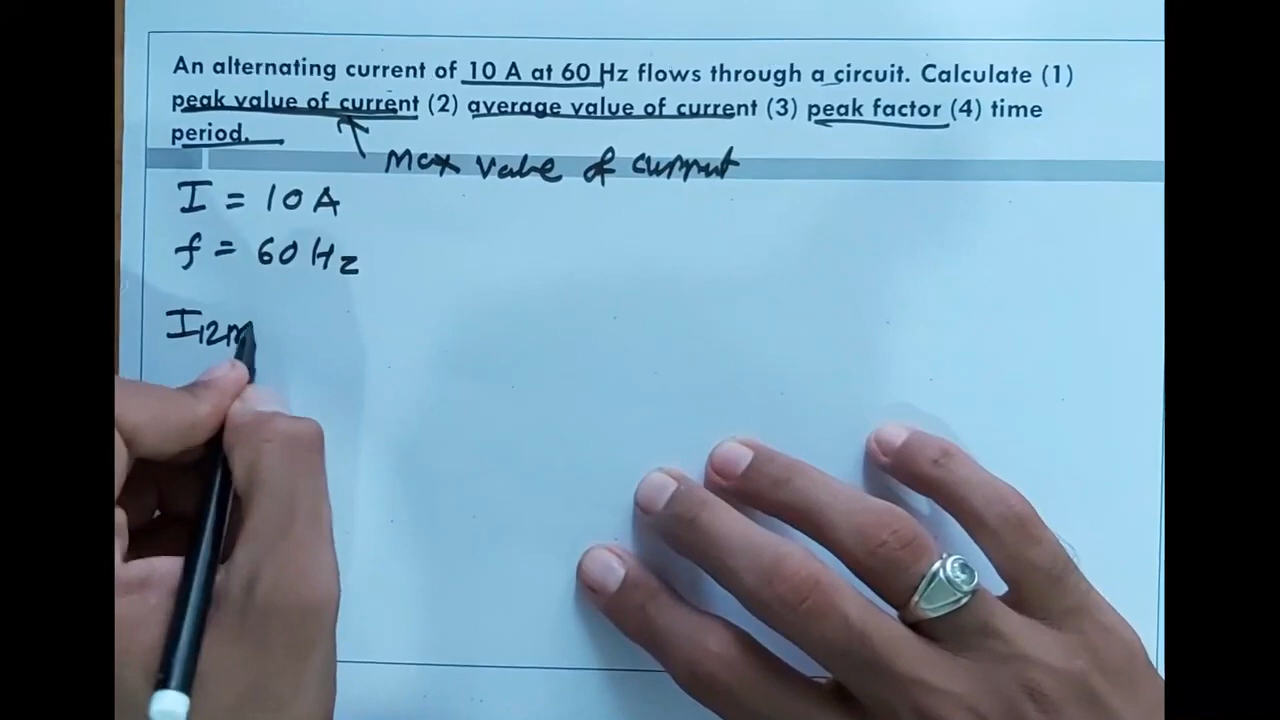 An alternating current of 10 A at 60 Hz flows through a circuit. Calculate (1)
peak value of current (2) average value of current (3) peak factor (4) time
period.
Max value of current
I = 10 A
f = 60 Hz